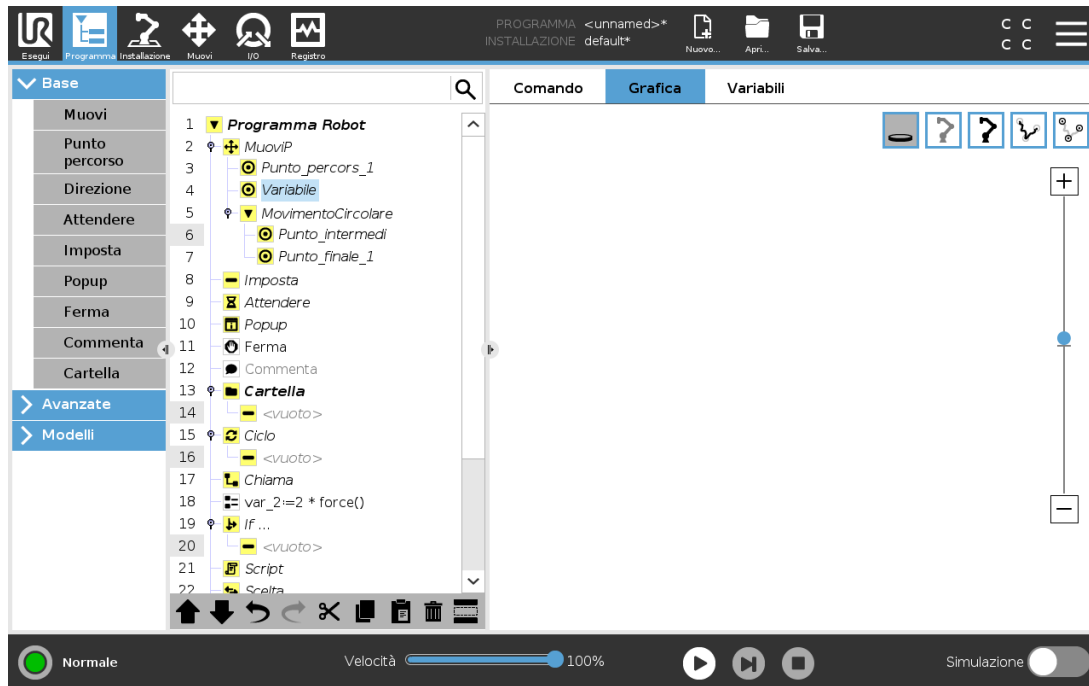 PROGRAMMA <unnamed>*
INSTALLAZIONE default*
UR
Esegui
Programma
Installazione
Muovi
I/O
Registro
Nuovo...
Apri...
Salva...
C C
C C
Base
Muovi
Punto
percorso
Direzione
Attendere
Imposta
Popup
Ferma
Commenta
Cartella
Avanzate
Modelli
1 Programma Robot
2 MuoviP
3 Punto_percors_1
4 Variabile
5 MovimentoCircolare
6 Punto_intermedi
7 Punto_finale_1
8 Imposta
9 Attendere
10 Popup
11 Ferma
12 Commenta
13 Cartella
14 <vuoto>
15 Ciclo
16 <vuoto>
17 Chiama
18 var_2:=2 * force()
19 If ...
20 <vuoto>
21 Script
22 Scelta
Comando
Grafica
Variabili
Normale
Velocità
100%
Simulazione